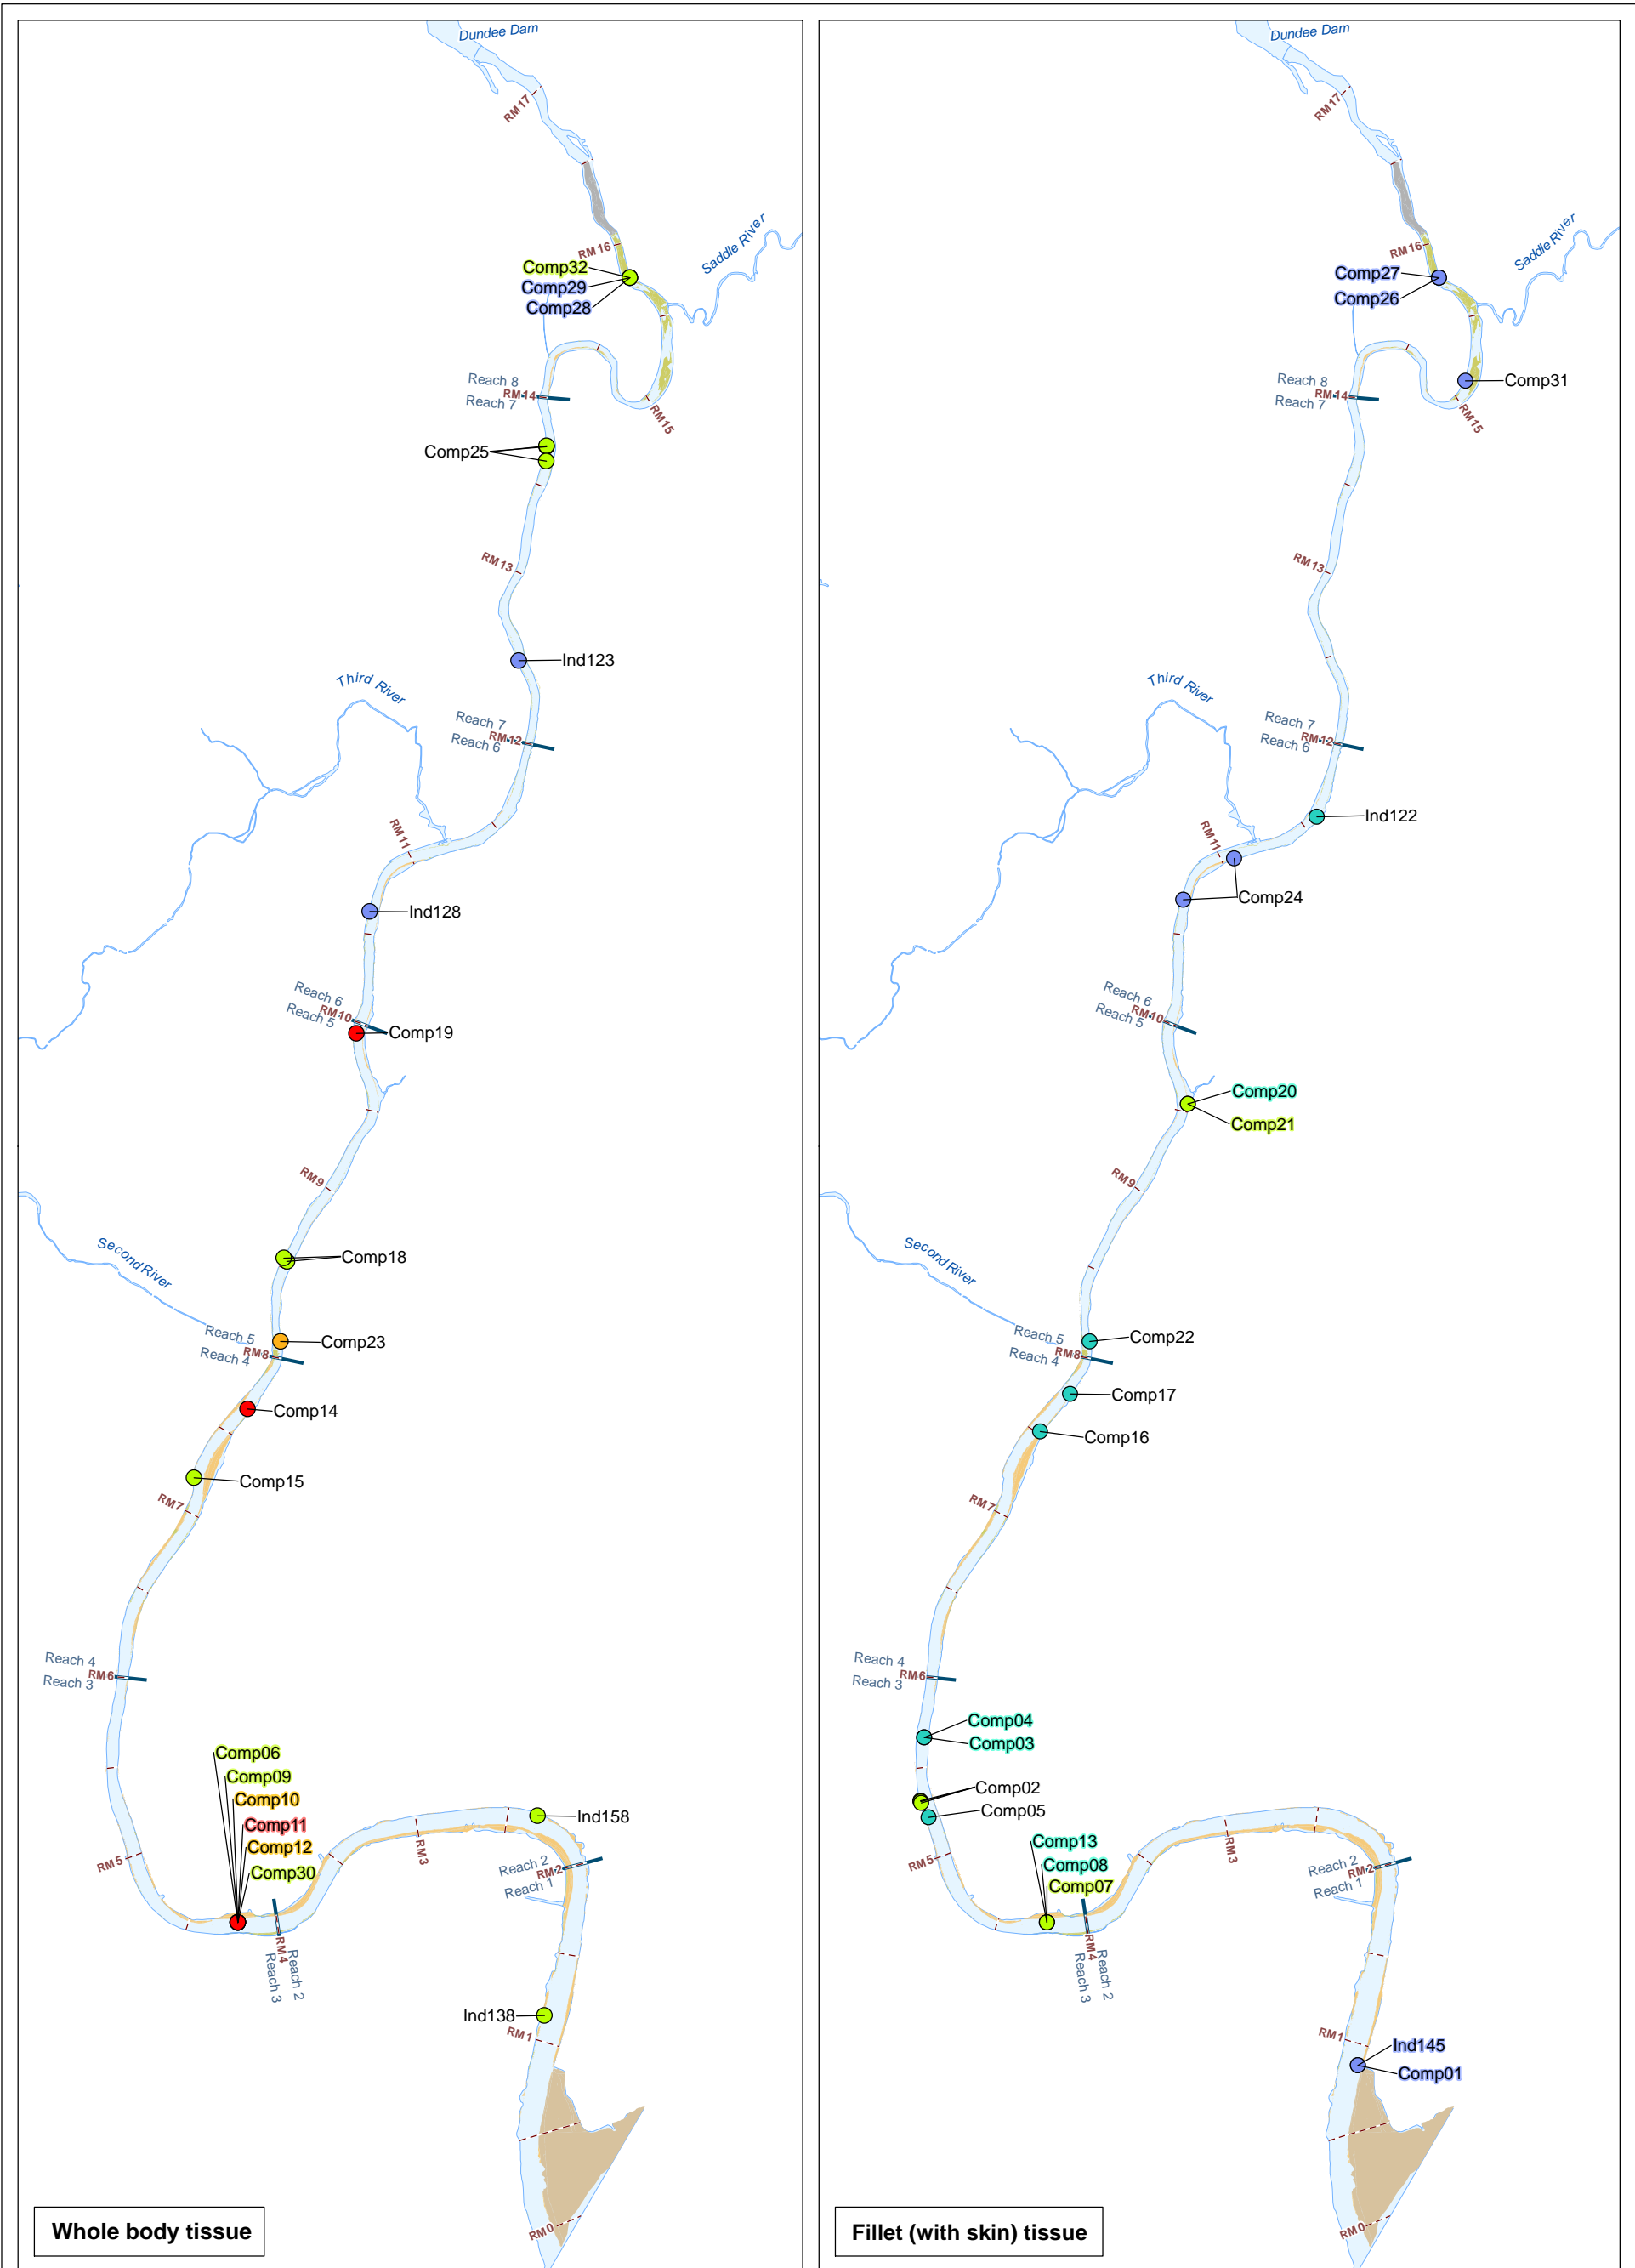 Dundee Dam
RM17
RM16
Saddle River
Comp32
Comp29
Comp28
Reach 8
RM14
Reach 7
RM15
Comp25
RM13
Ind123
Third River
Reach 7
RM12
Reach 6
RM11
Ind128
Reach 6
RM10
Reach 5
Comp19
RM9
Second River
Comp18
Reach 5
RM8
Reach 4
Comp23
Comp14
Comp15
RM7
Reach 4
RM6
Reach 3
Comp06
Comp09
Comp10
Comp11
Comp12
Comp30
RM5
RM3
Ind158
Reach 2
RM2
Reach 1
RM4
Reach 2
Reach 3
Ind138
RM1
RM0
Whole body tissue
Dundee Dam
RM17
RM16
Saddle River
Comp27
Comp26
Comp31
Reach 8
RM14
Reach 7
RM15
RM13
Third River
Reach 7
RM12
Reach 6
Ind122
RM11
Comp24
Reach 6
RM10
Reach 5
Comp20
Comp21
RM9
Second River
Reach 5
RM8
Reach 4
Comp22
Comp17
Comp16
RM7
Reach 4
RM6
Reach 3
Comp04
Comp03
Comp02
Comp05
Comp13
Comp08
Comp07
RM5
RM3
Reach 2
RM2
Reach 1
RM4
Reach 2
Reach 3
RM1
Ind145
Comp01
RM0
Fillet (with skin) tissue